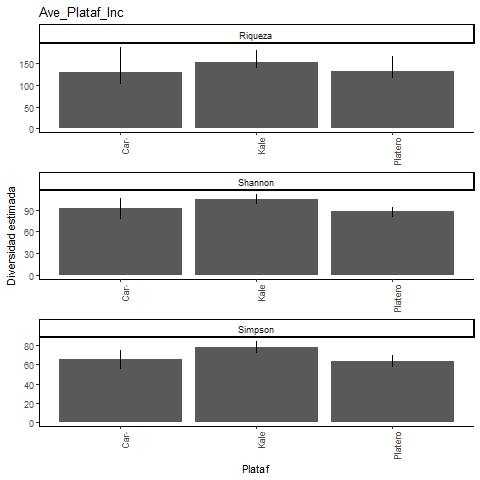 Ave_Plataf_Inc
Riqueza
150
100
50
0
Car-
Kale
Platero
Shannon
90
60
30
0
Car-
Kale
Platero
Simpson
80
60
40
20
0
Car-
Kale
Platero
Diversidad estimada
Plataf